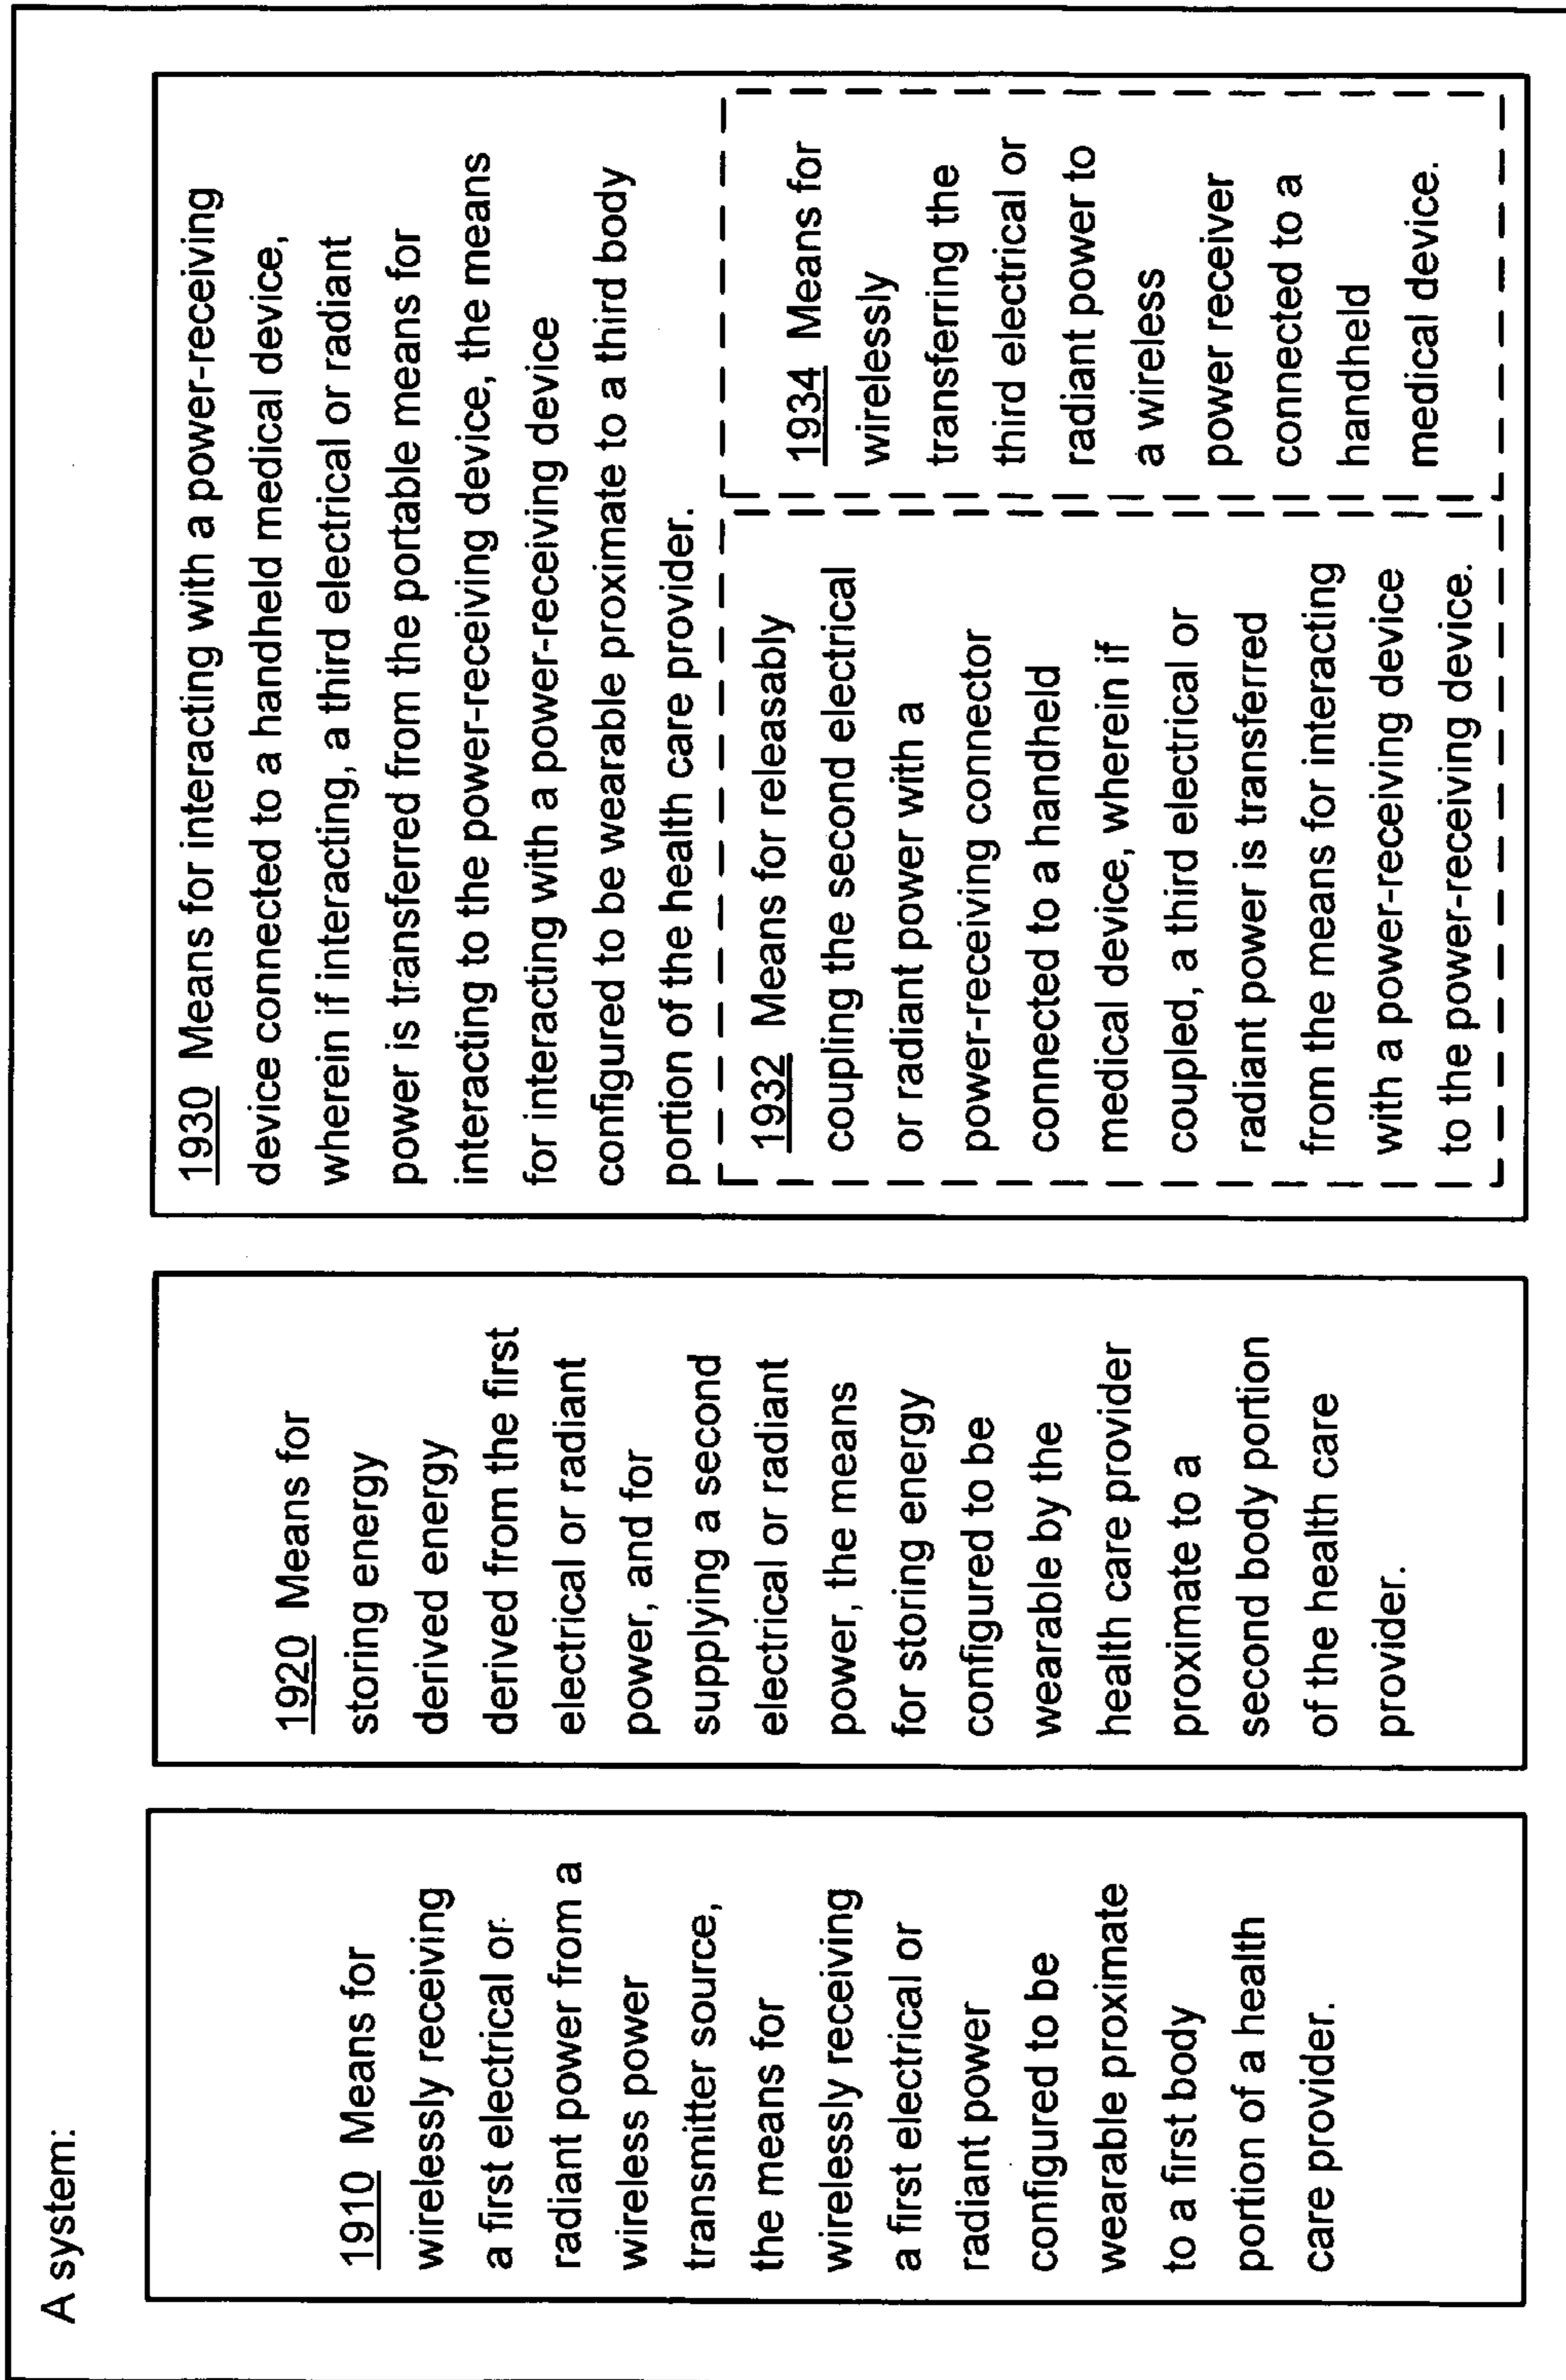 A system:
1910 Means for
wirelessly receiving
a first electrical or
radiant power from a
wireless power
transmitter source,
the means for
wirelessly receiving
a first electrical or
radiant power
configured to be
wearable proximate
to a first body
portion of a health
care provider.
1920 Means for
storing energy
derived energy
derived from the first
electrical or radiant
power, and for
supplying a second
electrical or radiant
power, the means
for storing energy
configured to be
wearable by the
health care provider
proximate to a
second body portion
of the health care
provider.
1930 Means for interacting with a power-receiving
device connected to a handheld medical device,
wherein if interacting, a third electrical or radiant
power is transferred from the portable means for
interacting to the power-receiving device, the means
for interacting with a power-receiving device
configured to be wearable proximate to a third body
portion of the health care provider.
1932 Means for releasably
coupling the second electrical
or radiant power with a
power-receiving connector
connected to a handheld
medical device, wherein if
coupled, a third electrical or
radiant power is transferred
from the means for interacting
with a power-receiving device
to the power-receiving device.
1934 Means for
wirelessly
transferring the
third electrical or
radiant power to
a wireless
power receiver
connected to a
handheld
medical device.